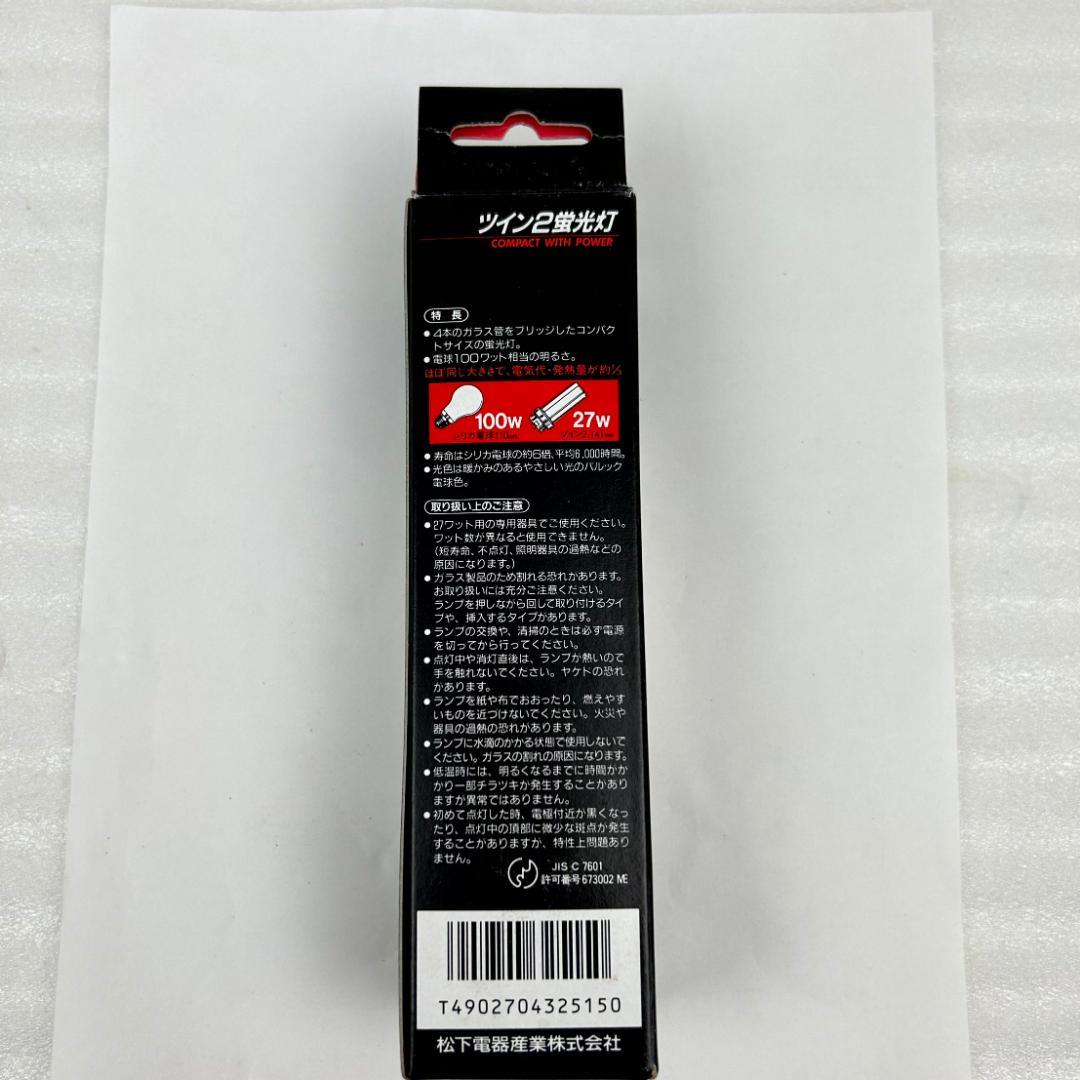 ツイン2蛍光灯
COMPACT WITH POWER
特長
●4本のガラス管をブリッジしたコンパク
トサイズの蛍光灯。
●電球100ワット相当の明るさ。
ほぼ同じ大きさで、電気代・発熱量が約1/3
100W 27W
シリカ電球110mm ツイン2 141mm
●寿命はシリカ電球の約6倍、平均6,000時間。
●光色は暖かみのあるやさしい光のパルック
電球色。
取り扱い上のご注意
●27ワット用の専用器具でご使用ください。
ワット数が異なると使用できません。
(短寿命、不点灯、照明器具の過熱などの
原因になります。)
●ガラス製品のため割れる恐れがあります。
お取り扱いには充分ご注意ください。
ランプを押しながら回して取り付けるタイ
プや、挿入するタイプがあります。
●ランプの交換や、清掃のときは必ず電源
を切ってから行ってください。
●点灯中や消灯直後は、ランプが熱いので
手を触れないでください。ヤケドの恐れ
があります。
●ランプを紙や布でおおったり、燃えやす
いものを近づけないでください。火災や
器具の過熱の恐れがあります。
●ランプに水滴のかかる状態で使用しないで
ください。ガラスの割れの原因になります。
●低温時には、明るくなるまでに時間がか
かり一部チラツキが発生することがあり
ますが異常ではありません。
●初めて点灯した時、電極付近が黒くなっ
たり、点灯中の頂部に微少な斑点が発生
することがありますが、特性上問題あり
ません。
JIS C 7601
許可番号673002 ME
T4902704325150
松下電器産業株式会社